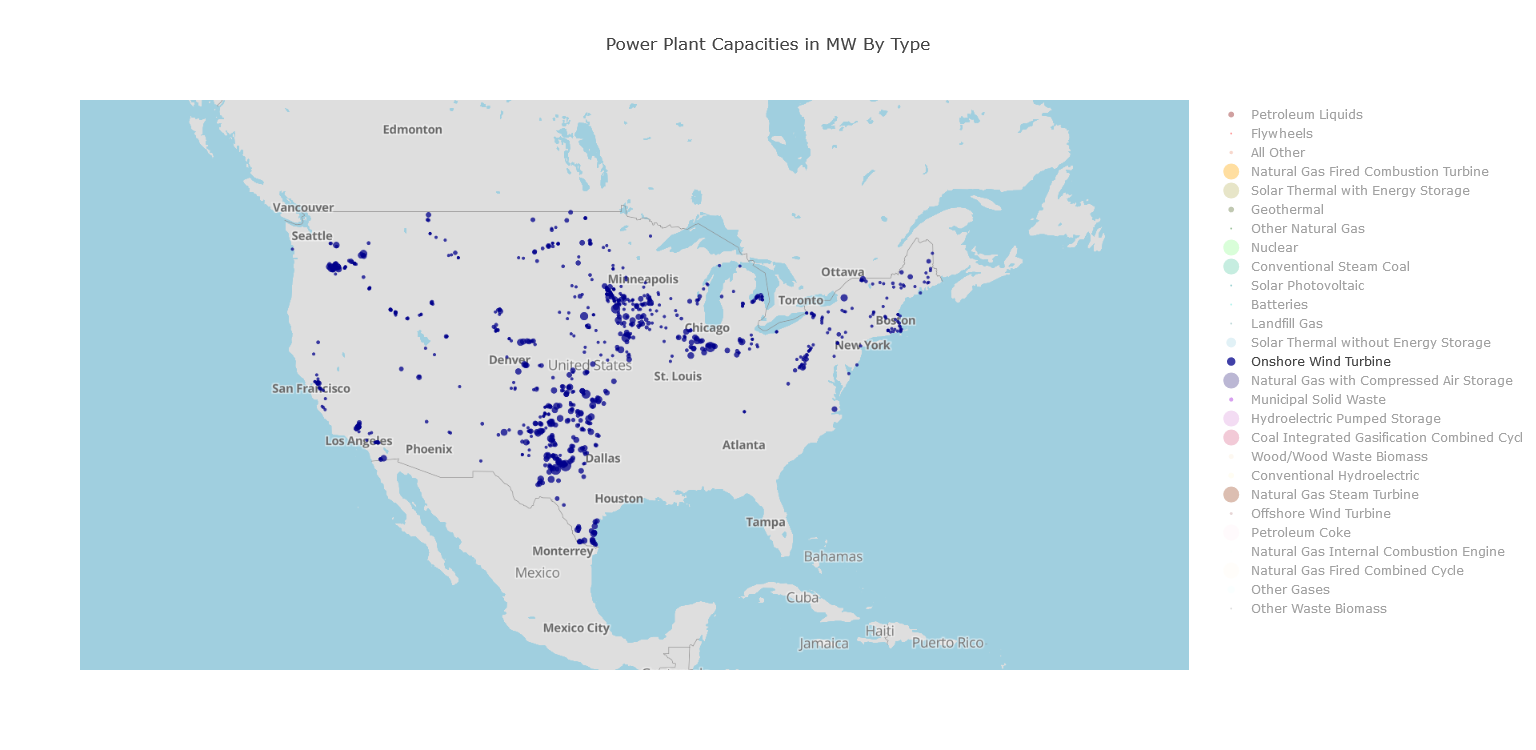 Power Plant Capacities in MW By Type
Edmonton
Vancouver
Seattle
Minneapolis
Ottawa
Toronto
Boston
Chicago
New York
Denver
United States
St. Louis
San Francisco
Los Angeles
Phoenix
Atlanta
Dallas
Houston
Tampa
Monterrey
Bahamas
Mexico
Cuba
Mexico City
Haiti
Jamaica
Puerto Rico
Petroleum Liquids
Flywheels
All Other
Natural Gas Fired Combustion Turbine
Solar Thermal with Energy Storage
Geothermal
Other Natural Gas
Nuclear
Conventional Steam Coal
Solar Photovoltaic
Batteries
Landfill Gas
Solar Thermal without Energy Storage
Onshore Wind Turbine
Natural Gas with Compressed Air Storage
Municipal Solid Waste
Hydroelectric Pumped Storage
Coal Integrated Gasification Combined Cycl
Wood/Wood Waste Biomass
Conventional Hydroelectric
Natural Gas Steam Turbine
Offshore Wind Turbine
Petroleum Coke
Natural Gas Internal Combustion Engine
Natural Gas Fired Combined Cycle
Other Gases
Other Waste Biomass